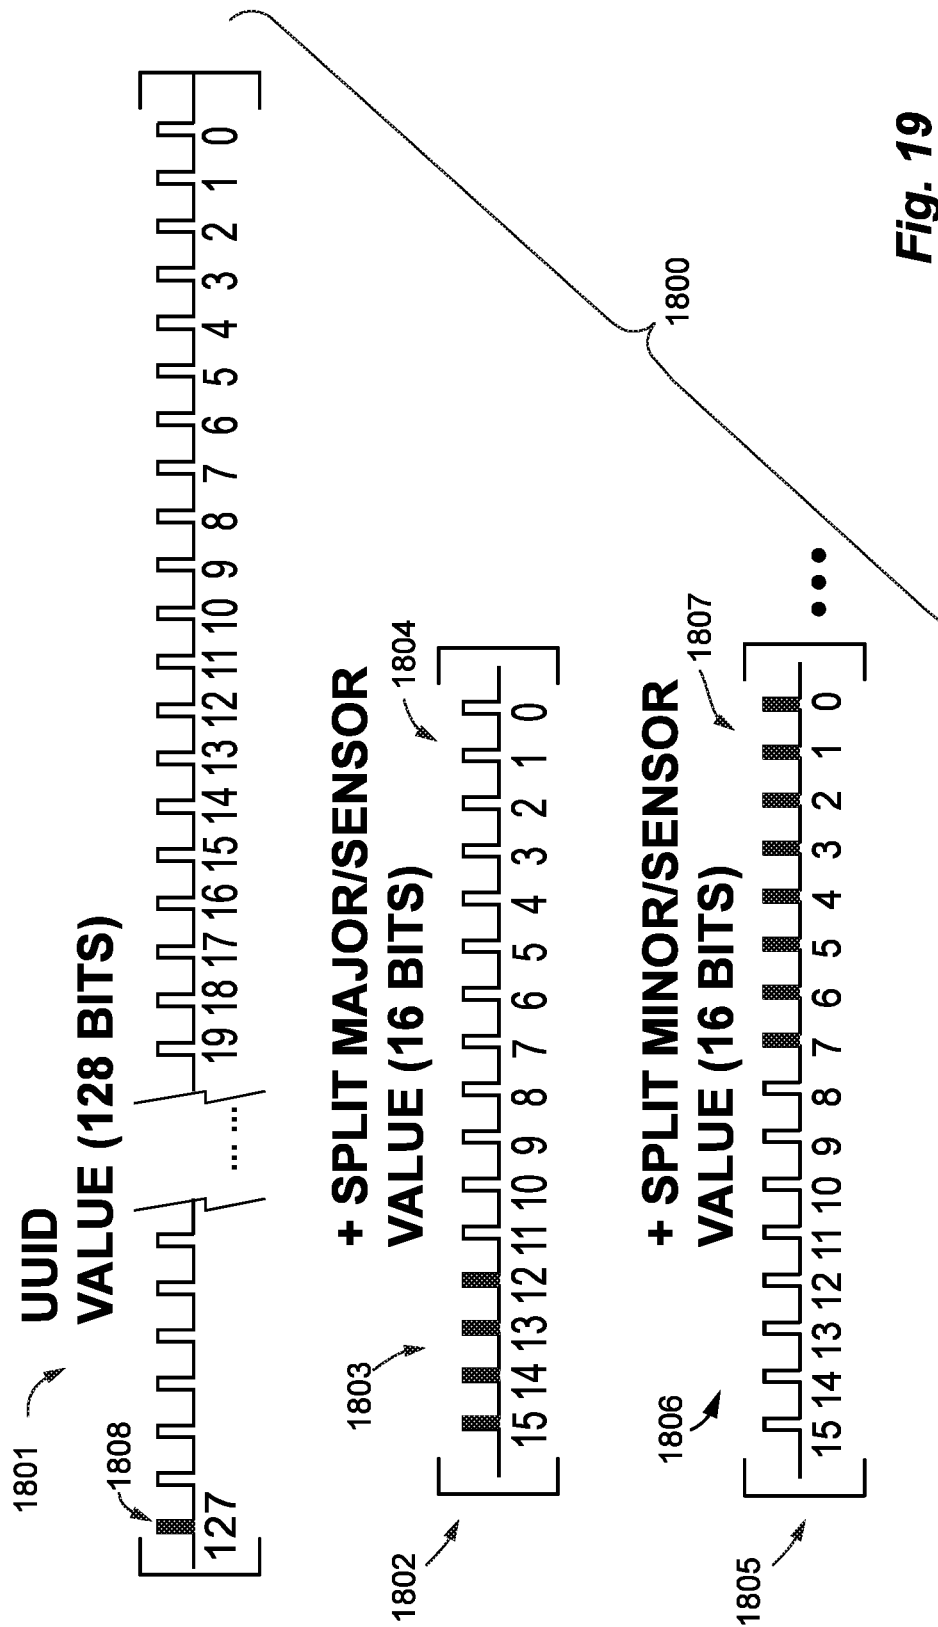 1801
UUID
VALUE (128 BITS)
1808
127 ...... 19 18 17 16 15 14 13 12 11 10 9 8 7 6 5 4 3 2 1 0
1802
+ SPLIT MAJOR/SENSOR
VALUE (16 BITS)
1803
1804
15 14 13 12 11 10 9 8 7 6 5 4 3 2 1 0
1800
1805
+ SPLIT MINOR/SENSOR
VALUE (16 BITS)
1806
1807
15 14 13 12 11 10 9 8 7 6 5 4 3 2 1 0
•••
Fig. 19